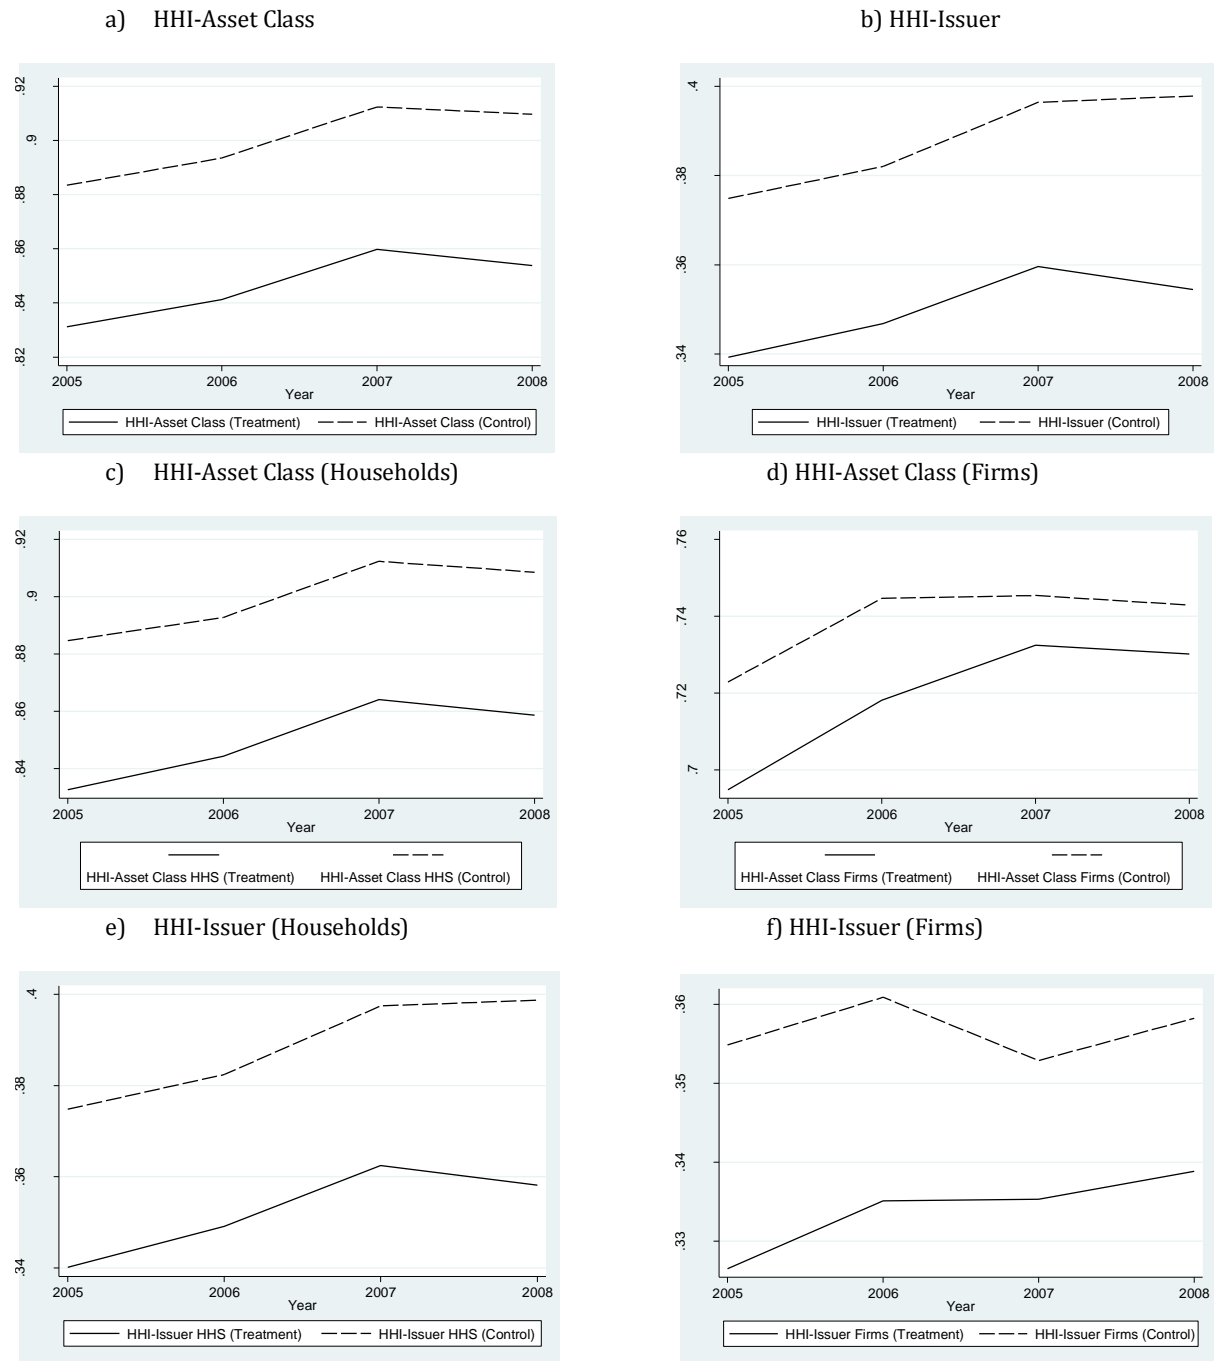 a) HHI-Asset Class
b) HHI-Issuer
.92
.9
.88
.86
.84
.82
2005 2006 2007 2008
Year
HHI-Asset Class (Treatment) HHI-Asset Class (Control)
.4
.38
.36
.34
2005 2006 2007 2008
Year
HHI-Issuer (Treatment) HHI-Issuer (Control)
c) HHI-Asset Class (Households)
d) HHI-Asset Class (Firms)
.92
.9
.88
.86
.84
2005 2006 2007 2008
Year
HHI-Asset Class HHS (Treatment) HHI-Asset Class HHS (Control)
.76
.74
.72
.7
2005 2006 2007 2008
Year
HHI-Asset Class Firms (Treatment) HHI-Asset Class Firms (Control)
e) HHI-Issuer (Households)
f) HHI-Issuer (Firms)
.4
.38
.36
.34
2005 2006 2007 2008
Year
HHI-Issuer HHS (Treatment) HHI-Issuer HHS (Control)
.36
.35
.34
.33
2005 2006 2007 2008
Year
HHI-Issuer Firms (Treatment) HHI-Issuer Firms (Control)